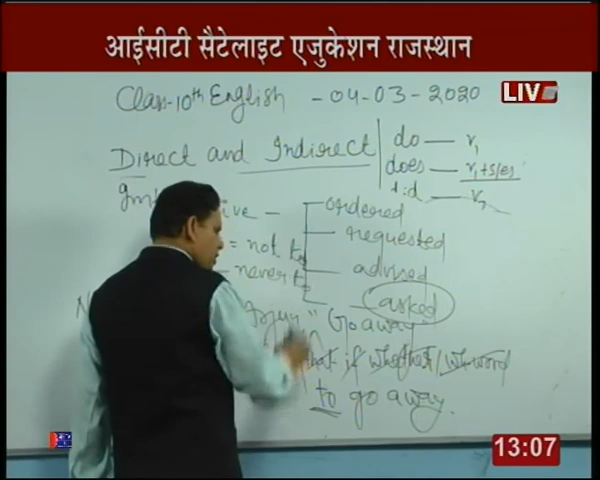 आईसीटी सैटेलाइट एजुकेशन राजस्थान
LIVE
Class-10th English - 04-03-2020
Direct and Indirect
do — V1
does — V1+s/es
did — V2
ordered
requested
= not to
advised
never t
asked
" Go away
if whether / wh-word
to go away.
13:07